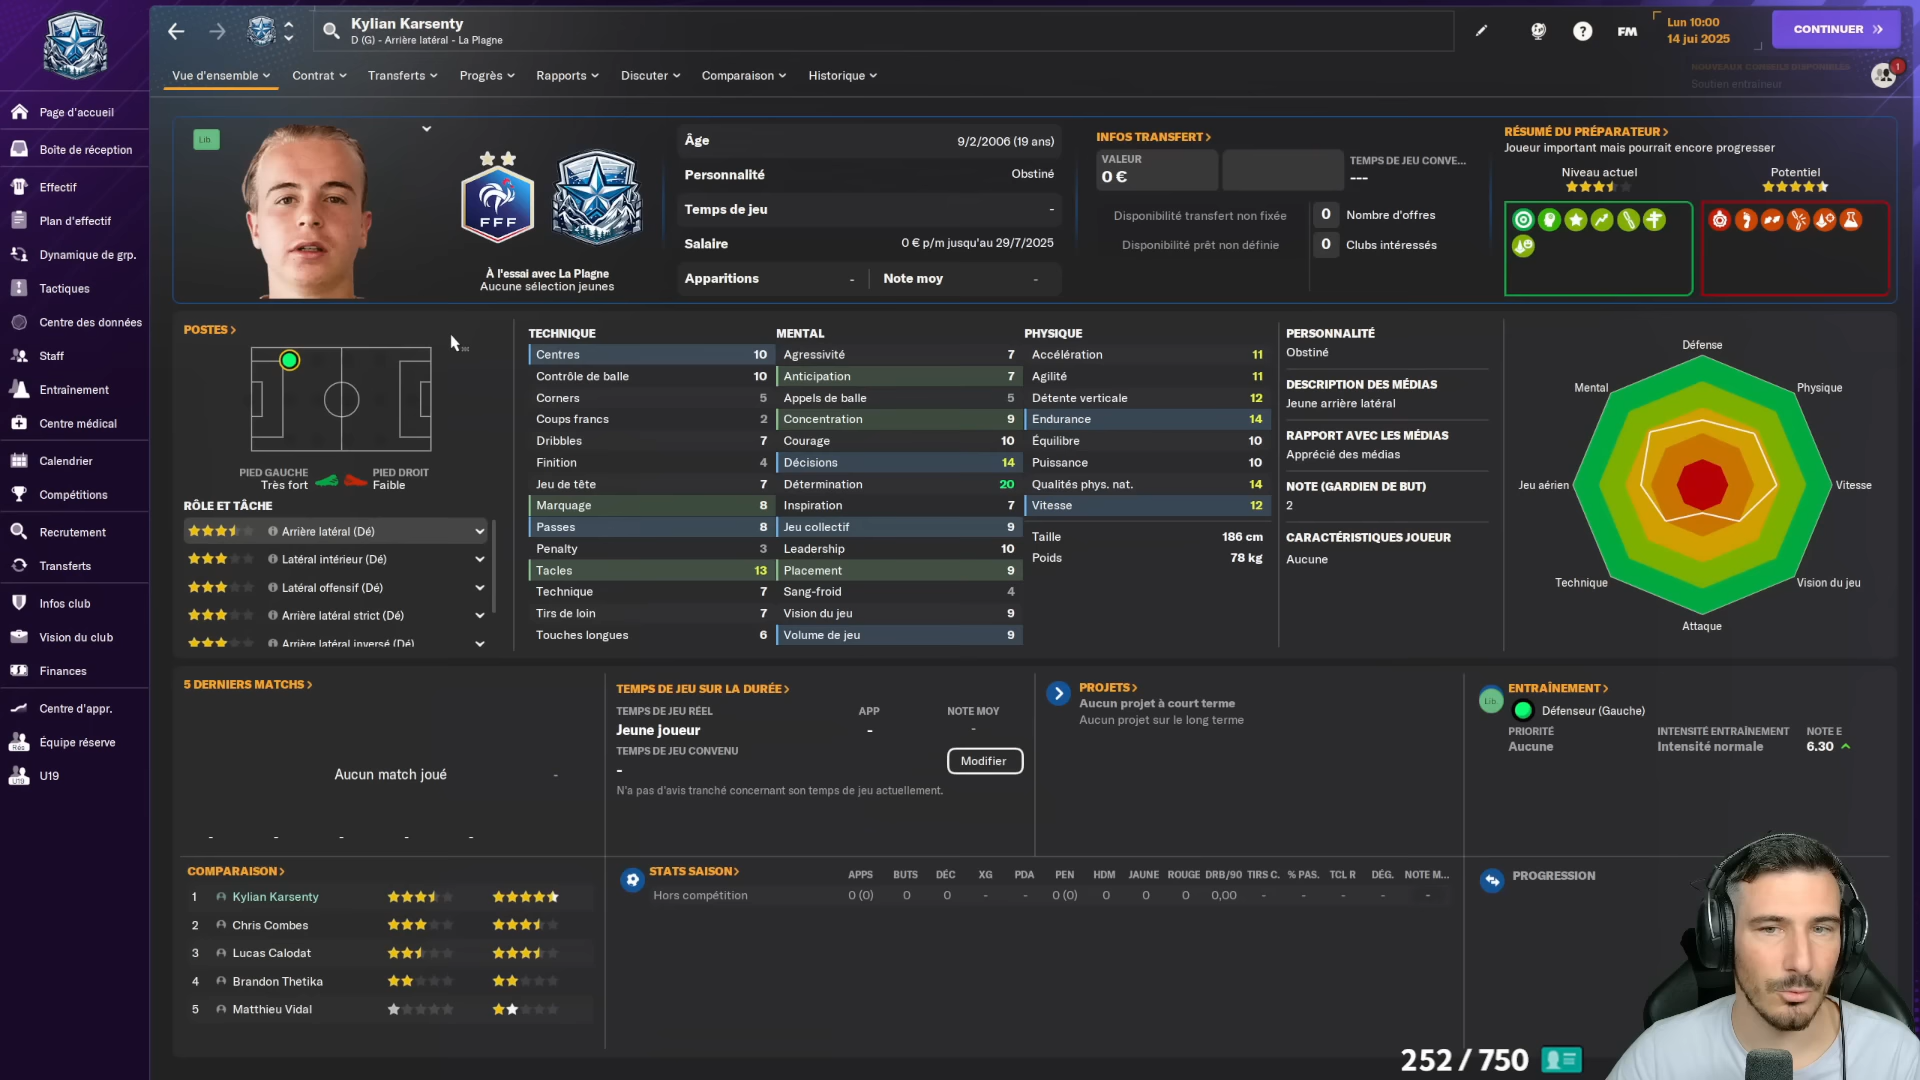 Kylian Karsenty
D (G) - Arrière latéral - La Plagne
FM
Lun 10:00
14 jui 2025
CONTINUER
Vue d'ensemble
Contrat
Transferts
Progrès
Rapports
Discuter
Comparaison
Historique
NOUVEAUX CONSEILS DISPONIBLES
Soutien entraineur
1
Page d'accueil
Boîte de réception
Effectif
Plan d'effectif
Dynamique de grp.
Tactiques
Centre des données
Staff
Entraînement
Centre médical
Calendrier
Compétitions
Recrutement
Transferts
Infos club
Vision du club
Finances
Centre d'appr.
Équipe réserve
U19
Lib.
FFF
À l'essai avec La Plagne
Aucune sélection jeunes
Âge 9/2/2006 (19 ans)
Personnalité Obstiné
Temps de jeu -
Salaire 0 € p/m jusqu'au 29/7/2025
Apparitions - Note moy -
INFOS TRANSFERT
VALEUR
0 €
TEMPS DE JEU CONVE...
---
Disponibilité transfert non fixée
0 Nombre d'offres
Disponibilité prêt non définie
0 Clubs intéressés
RÉSUMÉ DU PRÉPARATEUR
Joueur important mais pourrait encore progresser
Niveau actuel
Potentiel
POSTES
PIED GAUCHE
Très fort
PIED DROIT
Faible
RÔLE ET TÂCHE
Arrière latéral (Dé)
Latéral intérieur (Dé)
Latéral offensif (Dé)
Arrière latéral strict (Dé)
Arrière latéral inversé (Dé)
TECHNIQUE
Centres 10
Contrôle de balle 10
Corners 5
Coups francs 2
Dribbles 7
Finition 4
Jeu de tête 7
Marquage 8
Passes 8
Penalty 3
Tacles 13
Technique 7
Tirs de loin 7
Touches longues 6
MENTAL
Agressivité 7
Anticipation 7
Appels de balle 5
Concentration 9
Courage 10
Décisions 14
Détermination 20
Inspiration 7
Jeu collectif 9
Leadership 10
Placement 9
Sang-froid 4
Vision du jeu 9
Volume de jeu 9
PHYSIQUE
Accélération 11
Agilité 11
Détente verticale 12
Endurance 14
Équilibre 10
Puissance 10
Qualités phys. nat. 14
Vitesse 12
Taille 186 cm
Poids 78 kg
PERSONNALITÉ
Obstiné
DESCRIPTION DES MÉDIAS
Jeune arrière latéral
RAPPORT AVEC LES MÉDIAS
Apprécié des médias
NOTE (GARDIEN DE BUT)
2
CARACTÉRISTIQUES JOUEUR
Aucune
Défense
Mental
Physique
Jeu aérien
Vitesse
Technique
Vision du jeu
Attaque
5 DERNIERS MATCHS
Aucun match joué -
- - - - -
TEMPS DE JEU SUR LA DURÉE
TEMPS DE JEU RÉEL APP NOTE MOY
Jeune joueur - -
TEMPS DE JEU CONVENU
-
Modifier
N'a pas d'avis tranché concernant son temps de jeu actuellement.
PROJETS
Aucun projet à court terme
Aucun projet sur le long terme
Lib.
ENTRAÎNEMENT
Défenseur (Gauche)
PRIORITÉ INTENSITÉ ENTRAÎNEMENT NOTE E
Aucune Intensité normale 6.30
COMPARAISON
1 Kylian Karsenty
2 Chris Combes
3 Lucas Calodat
4 Brandon Thetika
5 Matthieu Vidal
STATS SAISON APPS BUTS DÉC XG PDA PEN HDM JAUNE ROUGE DRB/90 TIRS C. % PAS. TCL R DÉG. NOTE M...
Hors compétition 0 (0) 0 0 - - 0 (0) 0 0 0 0,00 - - - - -
PROGRESSION
252 / 750